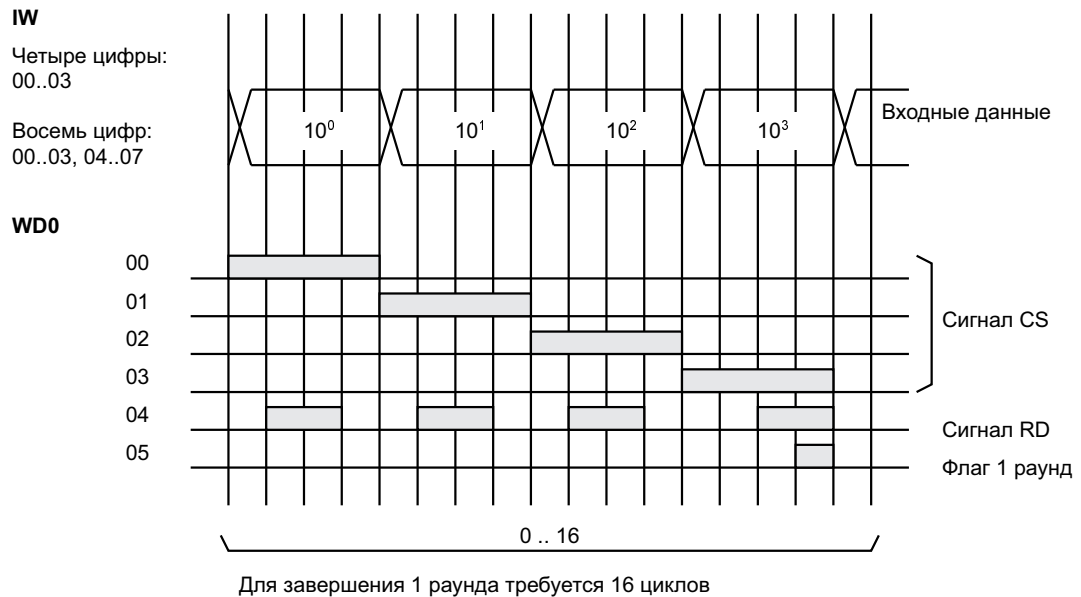 IW
Четыре цифры:
00..03
Восемь цифр:
00..03, 04..07
10⁰
10¹
10²
10³
Входные данные
WD0
00
01
02
03
04
05
Сигнал CS
Сигнал RD
Флаг 1 раунд
0 .. 16
Для завершения 1 раунда требуется 16 циклов